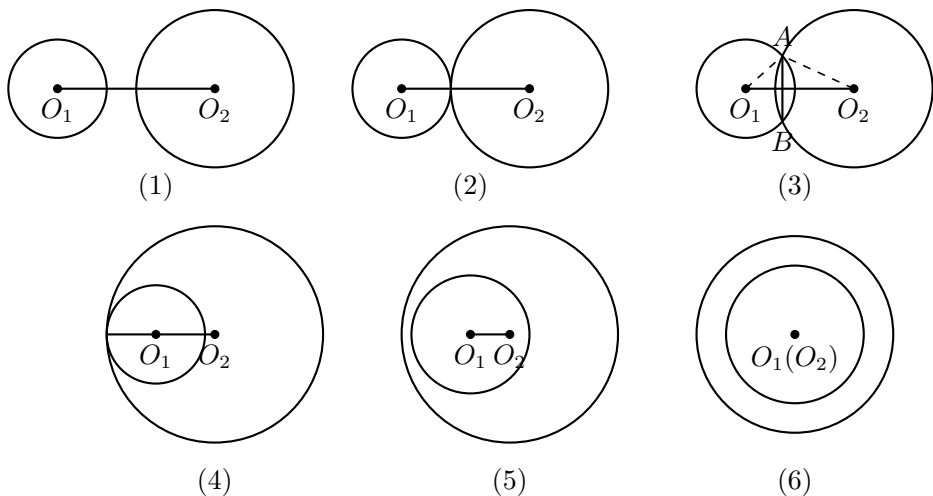 A
O₁ O₂ O₁ O₂ O₁ O₂
B
(1) (2) (3)
O₁ O₂ O₁ O₂ O₁(O₂)
(4) (5) (6)